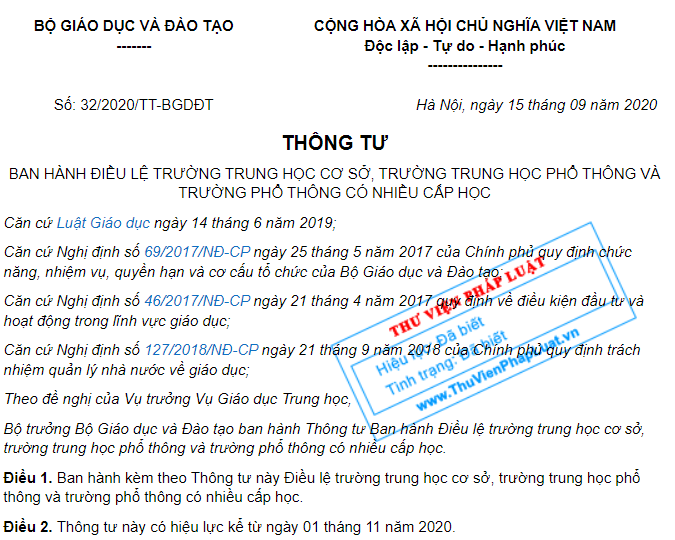 BỘ GIÁO DỤC VÀ ĐÀO TẠO
-------
CỘNG HÒA XÃ HỘI CHỦ NGHĨA VIỆT NAM
Độc lập - Tự do - Hạnh phúc
---------------
Số: 32/2020/TT-BGDĐT
Hà Nội, ngày 15 tháng 09 năm 2020
THÔNG TƯ
BAN HÀNH ĐIỀU LỆ TRƯỜNG TRUNG HỌC CƠ SỞ, TRƯỜNG TRUNG HỌC PHỔ THÔNG VÀ
TRƯỜNG PHỔ THÔNG CÓ NHIỀU CẤP HỌC
Căn cứ Luật Giáo dục ngày 14 tháng 6 năm 2019;
Căn cứ Nghị định số 69/2017/NĐ-CP ngày 25 tháng 5 năm 2017 của Chính phủ quy định chức
năng, nhiệm vụ, quyền hạn và cơ cấu tổ chức của Bộ Giáo dục và Đào tạo;
Căn cứ Nghị định số 46/2017/NĐ-CP ngày 21 tháng 4 năm 2017 quy định về điều kiện đầu tư và
hoạt động trong lĩnh vực giáo dục;
Căn cứ Nghị định số 127/2018/NĐ-CP ngày 21 tháng 9 năm 2018 của Chính phủ quy định trách
nhiệm quản lý nhà nước về giáo dục;
Theo đề nghị của Vụ trưởng Vụ Giáo dục Trung học,
Bộ trưởng Bộ Giáo dục và Đào tạo ban hành Thông tư Ban hành Điều lệ trường trung học cơ sở,
trường trung học phổ thông và trường phổ thông có nhiều cấp học.
Điều 1. Ban hành kèm theo Thông tư này Điều lệ trường trung học cơ sở, trường trung học phổ
thông và trường phổ thông có nhiều cấp học.
Điều 2. Thông tư này có hiệu lực kể từ ngày 01 tháng 11 năm 2020.
THƯ VIỆN PHÁP LUẬT
Hiệu lực: Đã biết
Tình trạng: Đã biết
www.ThuVienPhapLuat.vn